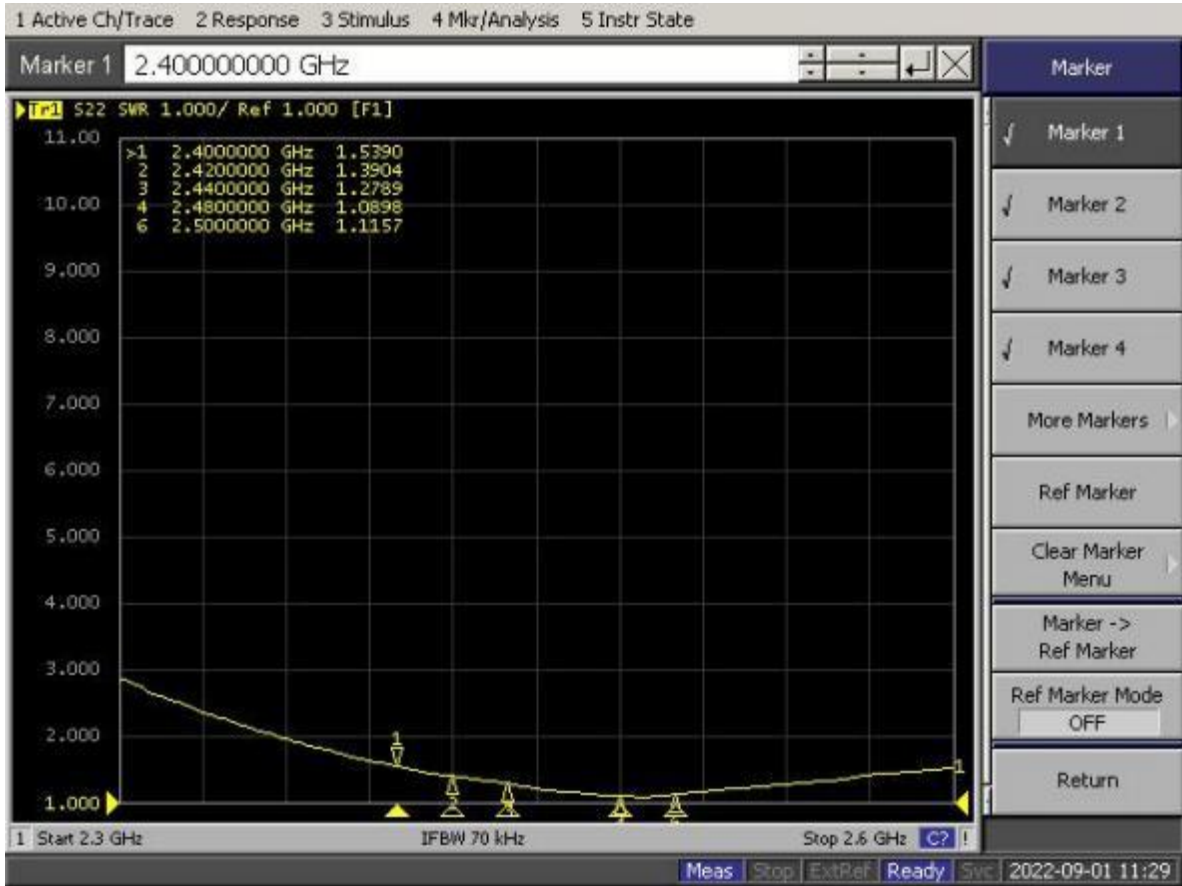 1 Active Ch/Trace 2 Response 3 Stimulus 4 Mkr/Analysis 5 Instr State
Marker 1 2.400000000 GHz
Marker
Tr1 S22 SWR 1.000/ Ref 1.000 [F1]
11.00
>1 2.4000000 GHz 1.5390
2 2.4200000 GHz 1.3904
3 2.4400000 GHz 1.2789
4 2.4800000 GHz 1.0898
6 2.5000000 GHz 1.1157
10.00
9.000
8.000
7.000
6.000
5.000
4.000
3.000
2.000
1.000
1
2
1
Marker 1
Marker 2
Marker 3
Marker 4
More Markers
Ref Marker
Clear Marker
Menu
Marker ->
Ref Marker
Ref Marker Mode
OFF
Return
1 Start 2.3 GHz IFBW 70 kHz Stop 2.6 GHz C? !
Meas Stop ExtRef Ready Svc 2022-09-01 11:29